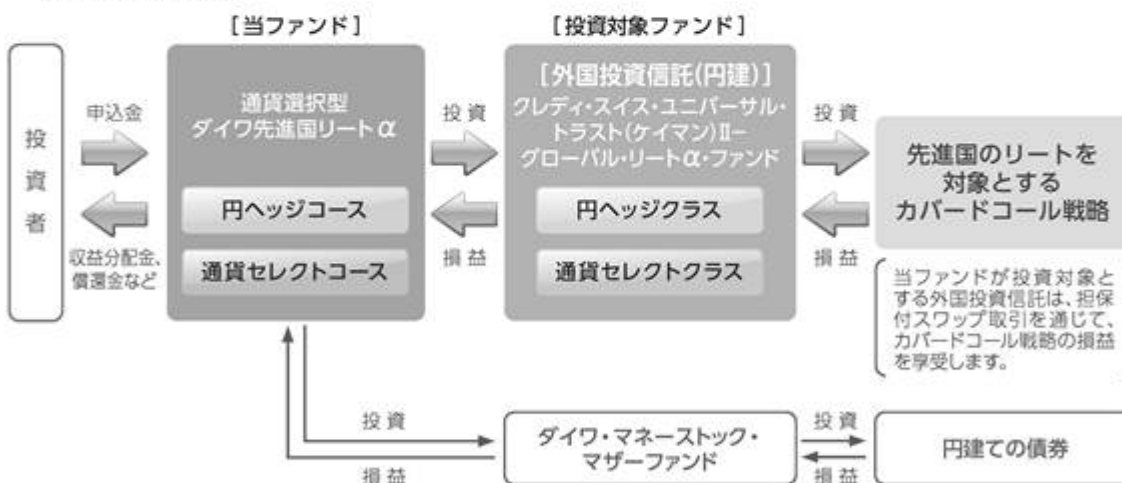 [当ファンド]
[投資対象ファンド]
投資者
申込金
収益分配金、
償還金など
通貨選択型
ダイワ先進国リートα
円ヘッジコース
通貨セレクトコース
投資
損益
[外国投資信託(円建)]
クレディ・スイス・ユニバーサル・
トラスト(ケイマン)Ⅱ−
グローバル・リートα・ファンド
円ヘッジクラス
通貨セレクトクラス
投資
損益
先進国のリートを
対象とする
カバードコール戦略
当ファンドが投資対象と
する外国投資信託は、担保
付スワップ取引を通じて、
カバードコール戦略の損益
を享受します。
投資
損益
ダイワ・マネーストック・
マザーファンド
投資
損益
円建ての債券